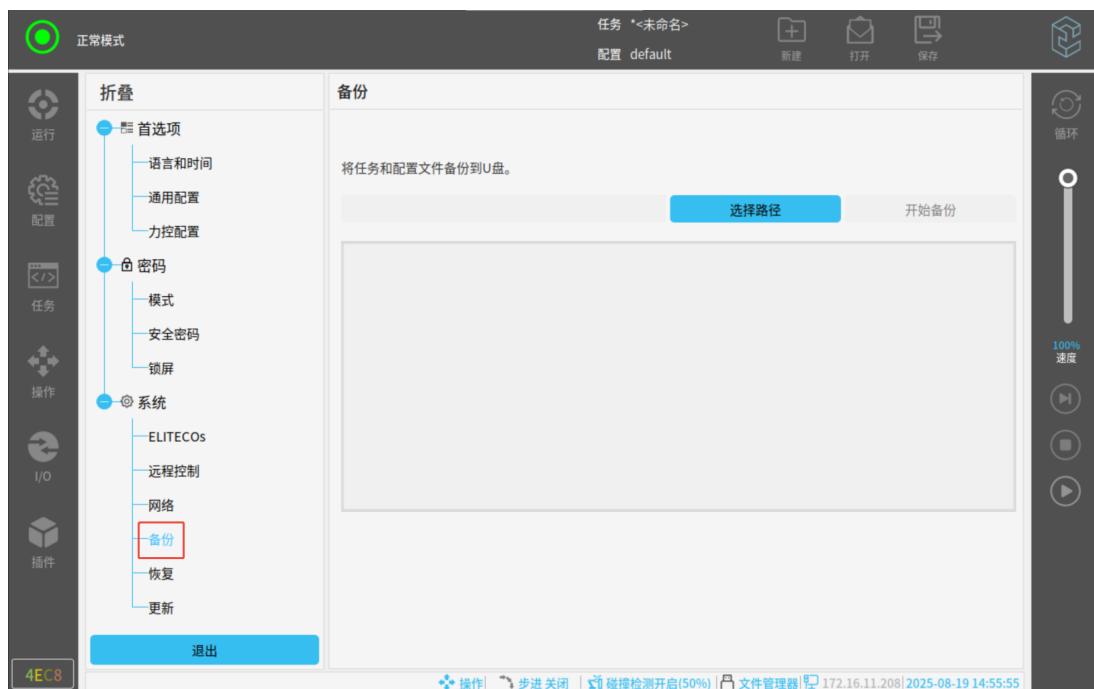 正常模式
任务 *<未命名>
配置 default
新建
打开
保存
运行
配置
任务
操作
I/O
插件
4EC8
折叠
首选项
语言和时间
通用配置
力控配置
密码
模式
安全密码
锁屏
系统
ELITECOs
远程控制
网络
备份
恢复
更新
退出
备份
将任务和配置文件备份到U盘。
选择路径
开始备份
循环
100%
速度
操作
步进 关闭
碰撞检测开启(50%)
文件管理器
172.16.11.208
2025-08-19 14:55:55